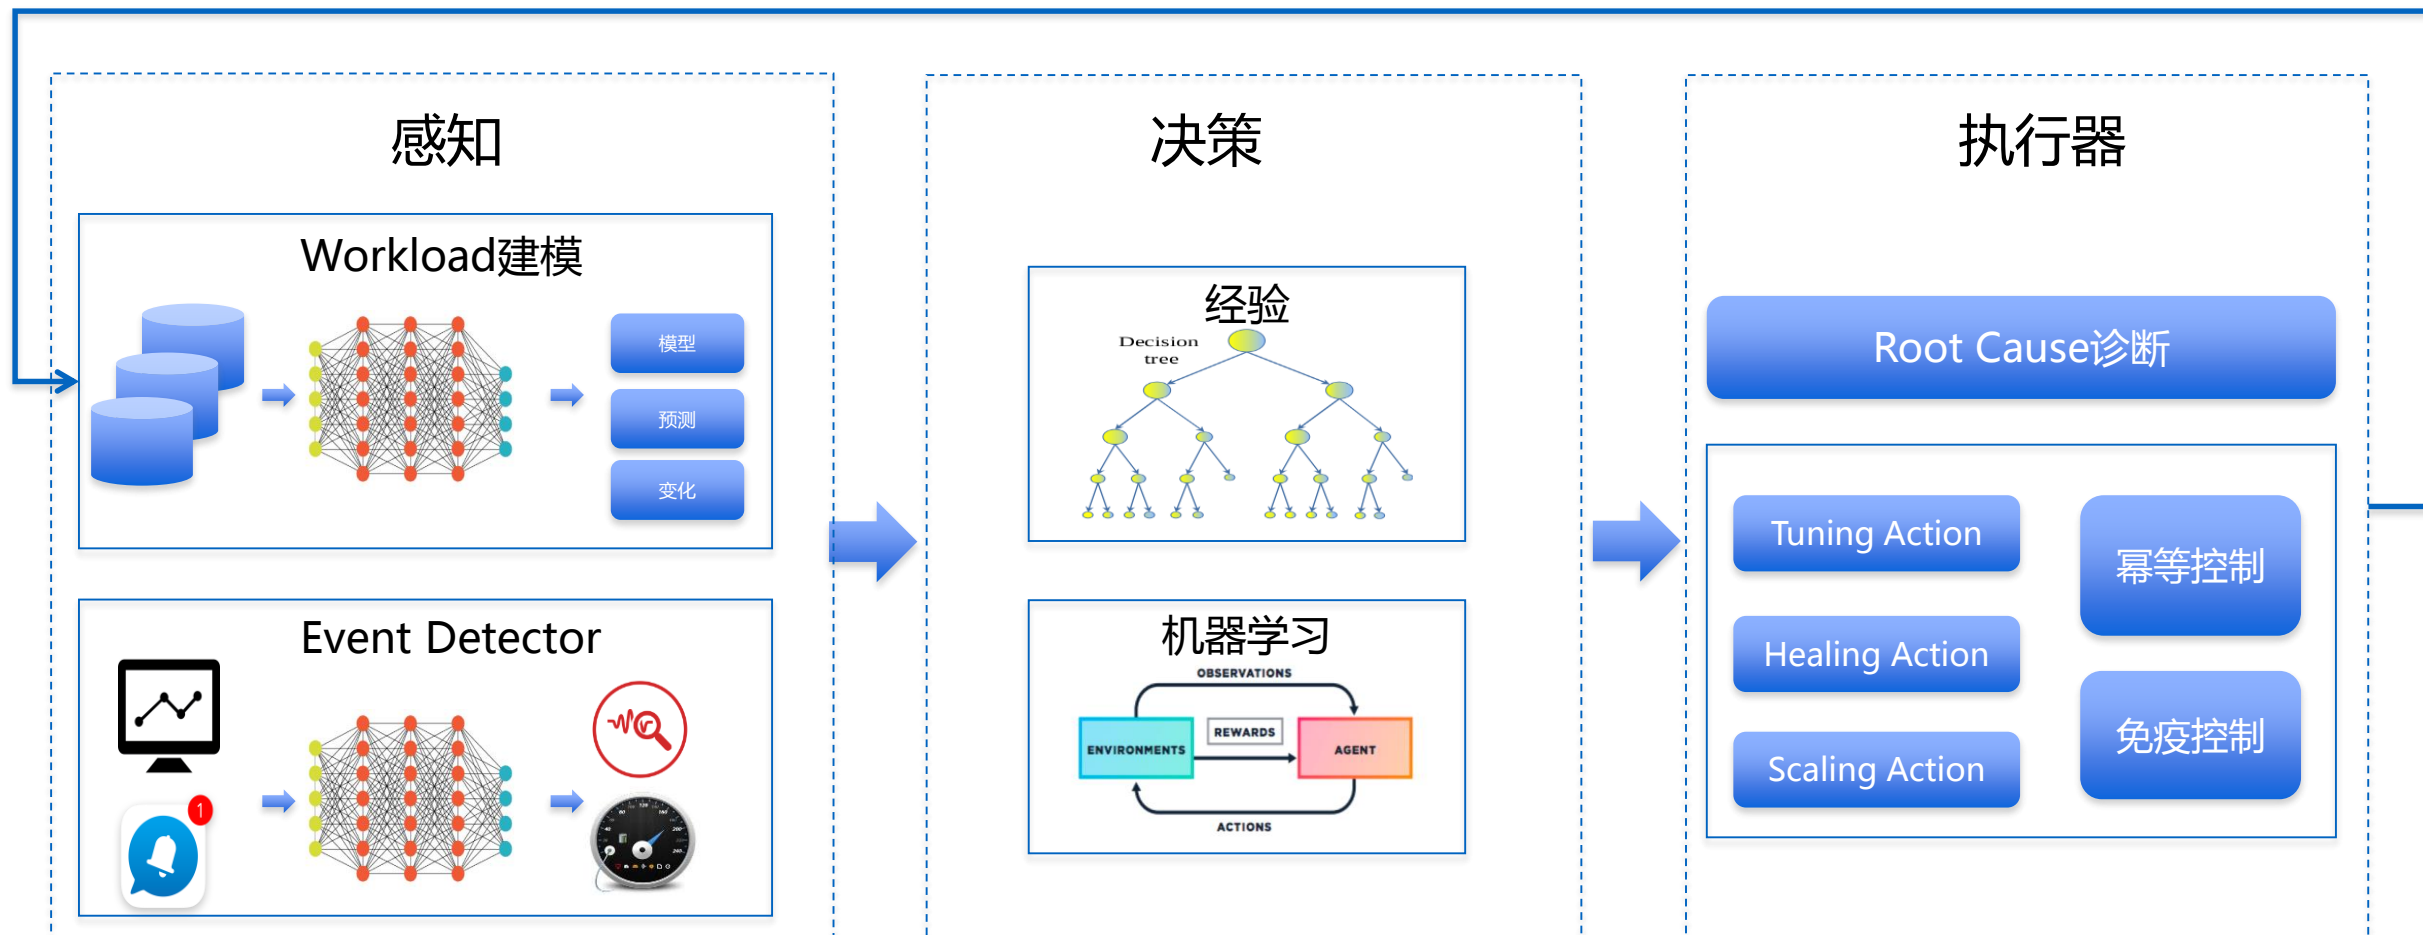 感知
Workload建模
模型
预测
变化
Event Detector
1
决策
经验
Decision
tree
机器学习
OBSERVATIONS
ENVIRONMENTS
REWARDS
AGENT
ACTIONS
执行器
Root Cause诊断
Tuning Action
Healing Action
Scaling Action
幂等控制
免疫控制